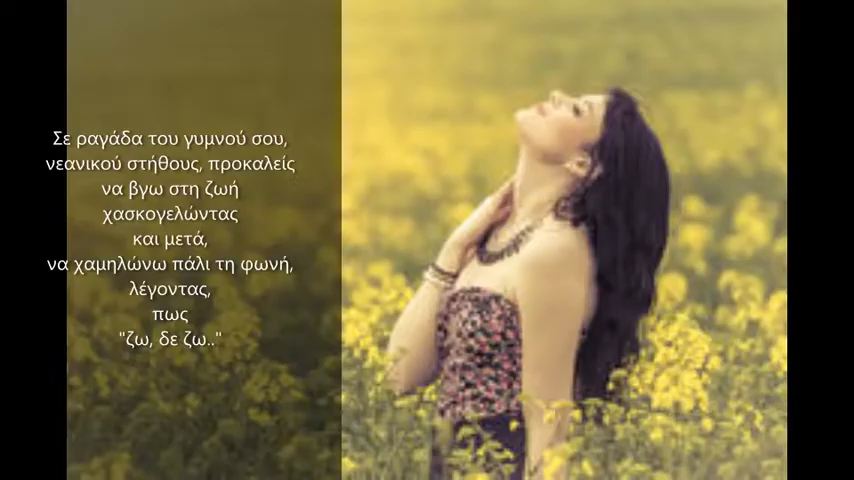 Σε ραγάδα του γυμνού σου,
νεανικού στήθους, προκαλείς
να βγω στη ζωή
χασκογελώντας
και μετά,
να χαμηλώνω πάλι τη φωνή,
λέγοντας,
πως
"ζω, δε ζω.."